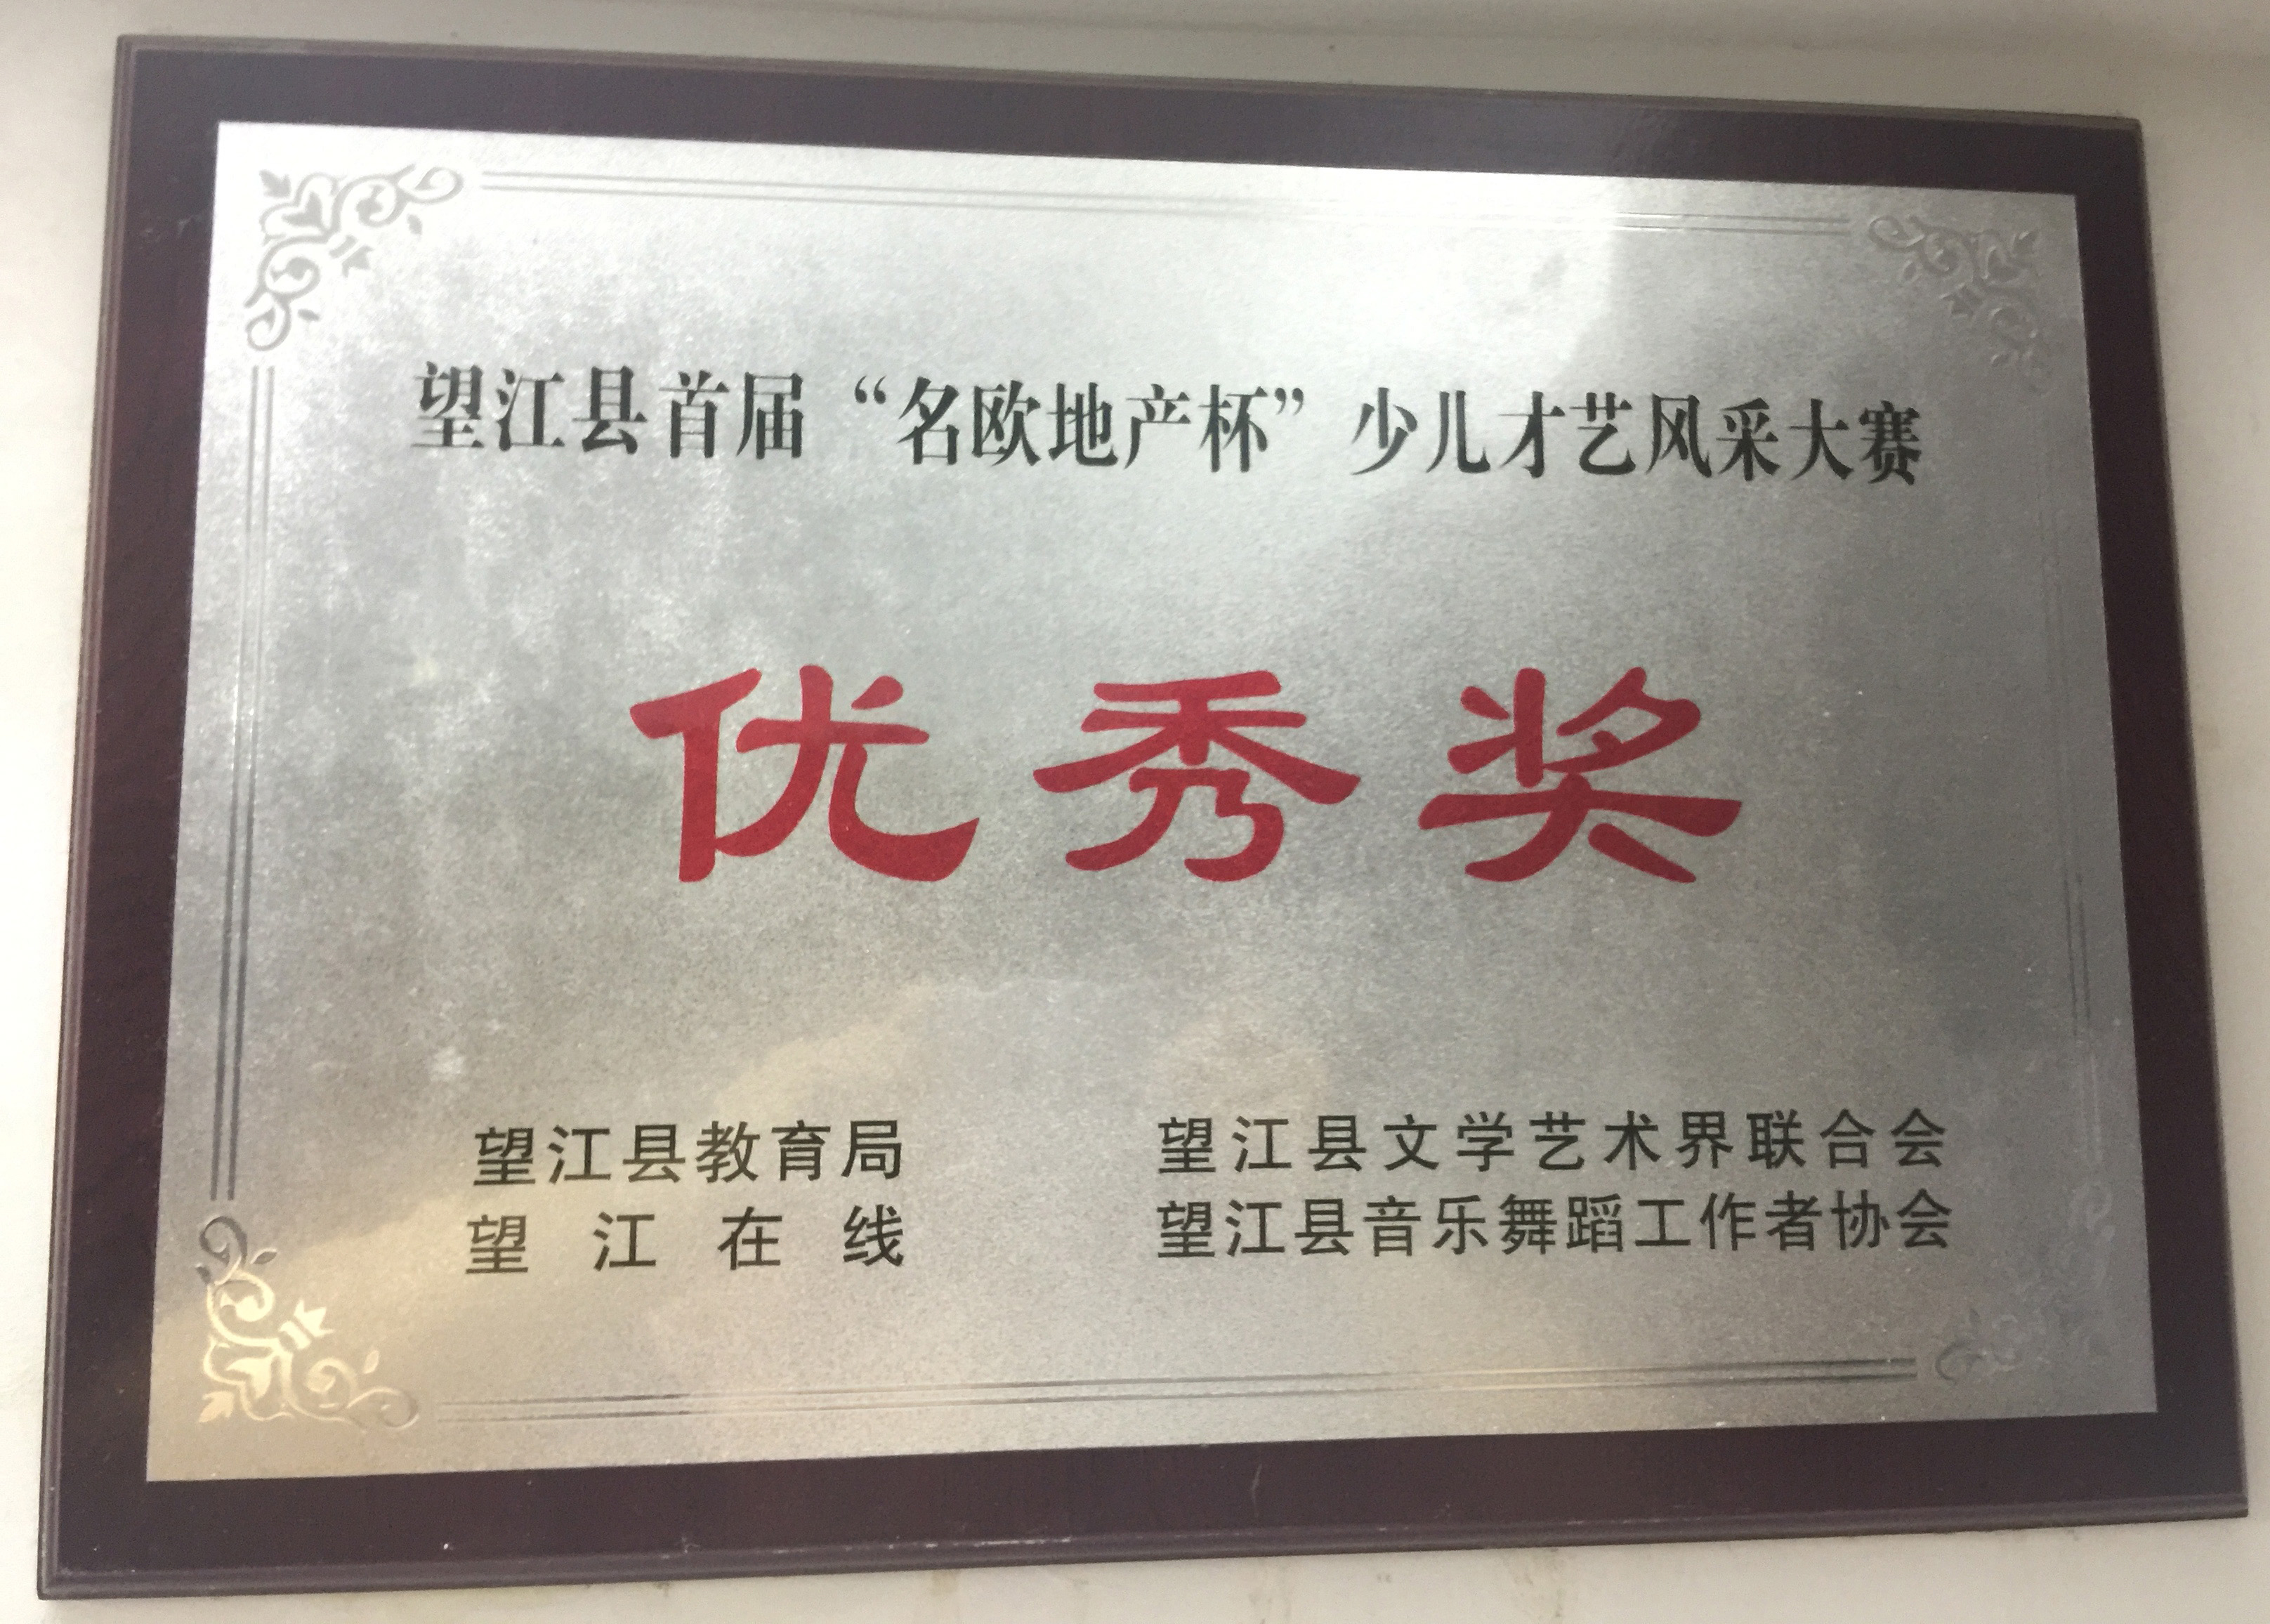 望江县首届“名欧地产杯”少儿才艺风采大赛
优秀奖
望江县教育局 望江县文学艺术界联合会
望江在线 望江县音乐舞蹈工作者协会